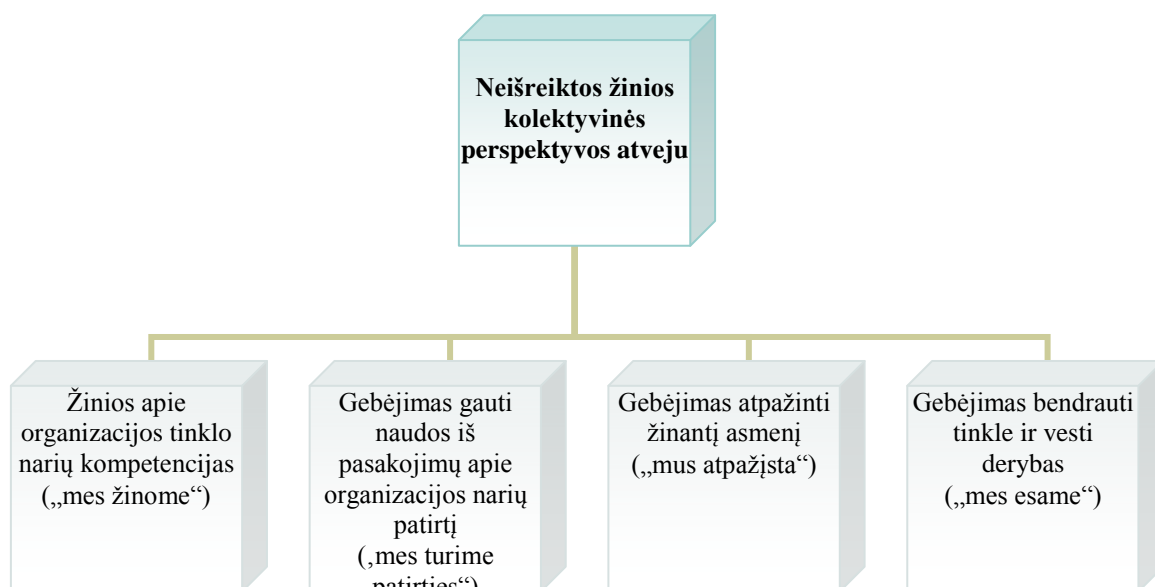 Neišreiktos žinios
kolektyvinės
perspektyvos atveju
Žinios apie
organizacijos tinklo
narių kompetencijas
(„mes žinome“)
Gebėjimas gauti
naudos iš
pasakojimų apie
organizacijos narių
patirtį
(‚mes turime
patirties“)
Gebėjimas atpažinti
žinantį asmenį
(„mus atpažįsta“)
Gebėjimas bendrauti
tinkle ir vesti
derybas
(„mes esame“)